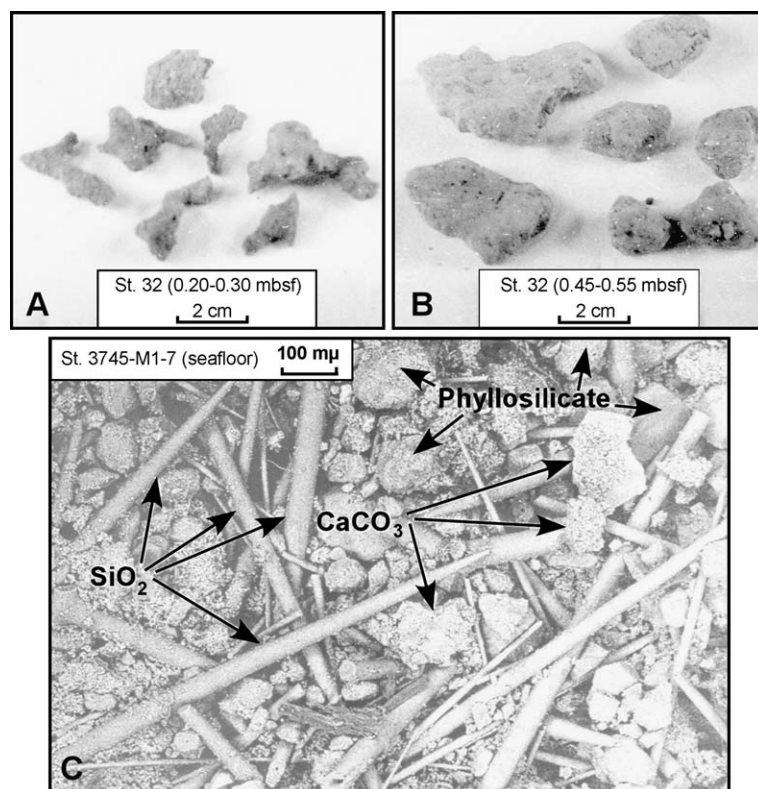 A
St. 32 (0.20-0.30 mbsf)
2 cm
B
St. 32 (0.45-0.55 mbsf)
2 cm
St. 3745-M1-7 (seafloor)
100 mµ
Phyllosilicate
CaCO₃
SiO₂
C